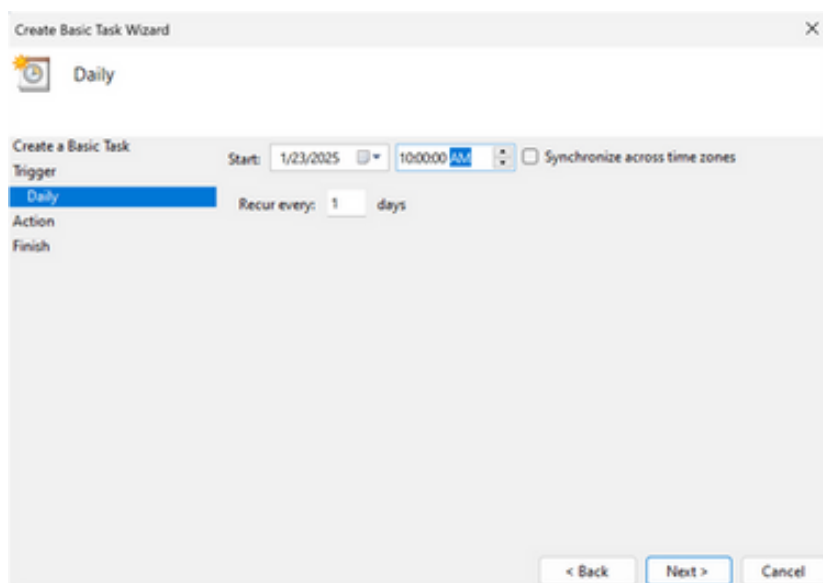 Create Basic Task Wizard
Daily
Create a Basic Task
Trigger
Daily
Action
Finish
Start: 1/23/2025 10:00:00 AM Synchronize across time zones
Recur every: 1 days
< Back Next > Cancel